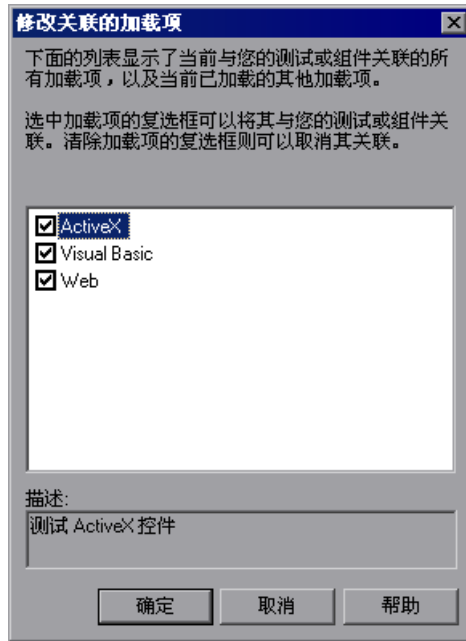 修改关联的加载项
下面的列表显示了当前与您的测试或组件关联的所
有加载项，以及当前已加载的其他加载项。
选中加载项的复选框可以将其与您的测试或组件关
联。清除加载项的复选框则可以取消其关联。
ActiveX
Visual Basic
Web
描述:
测试 ActiveX 控件
确定 取消 帮助